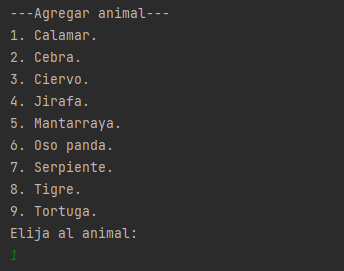 ---Agregar animal---
1. Calamar.
2. Cebra.
3. Ciervo.
4. Jirafa.
5. Mantarraya.
6. Oso panda.
7. Serpiente.
8. Tigre.
9. Tortuga.
Elija al animal:
1